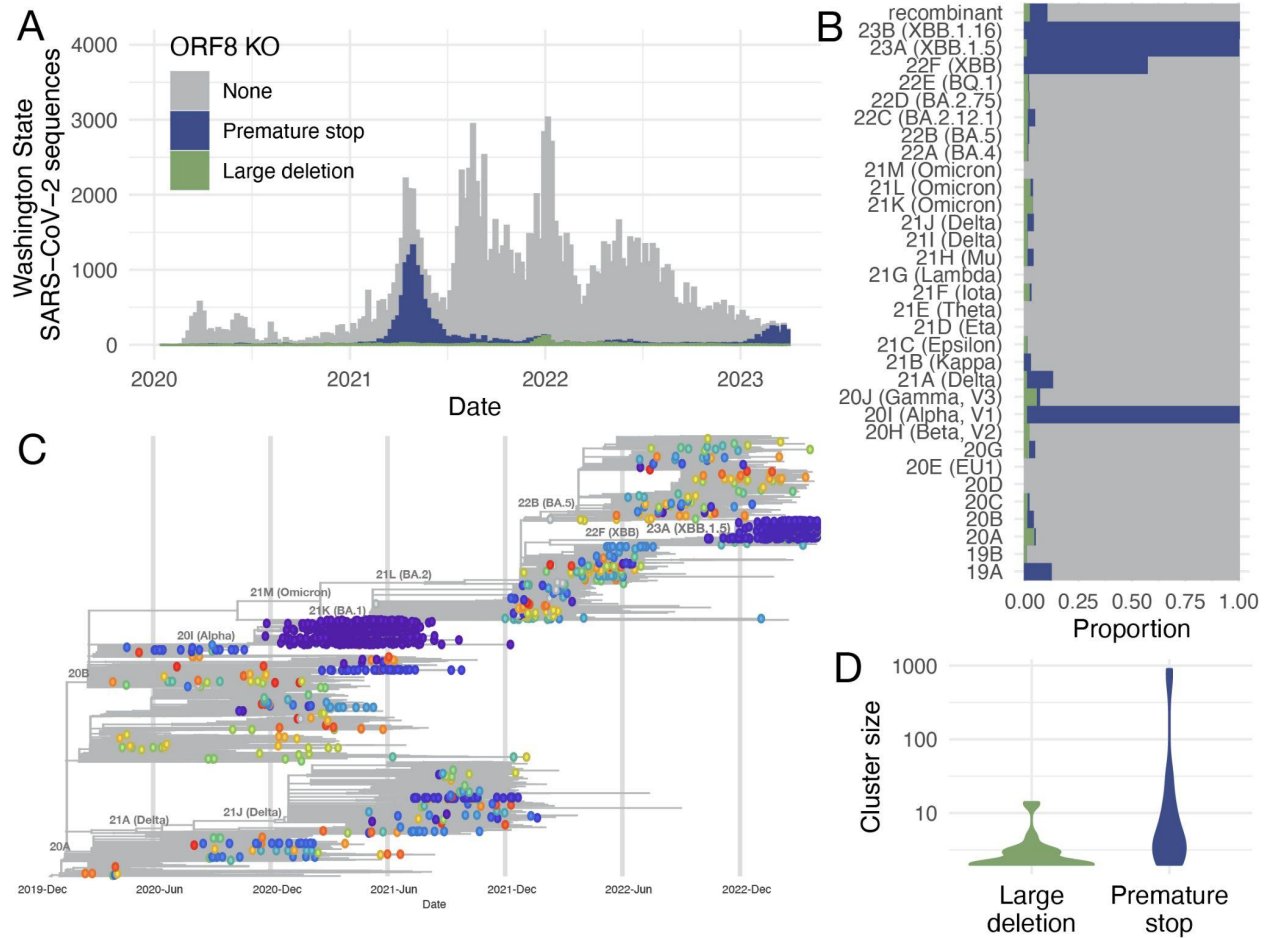 A
ORF8 KO
None
Premature stop
Large deletion
Washington State
SARS−CoV−2 sequences
4000
3000
2000
1000
0
2020
2021
2022
2023
Date
B
recombinant
23B (XBB.1.16)
23A (XBB.1.5)
22F (XBB)
22E (BQ.1)
22D (BA.2.75)
22C (BA.2.12.1)
22B (BA.5)
22A (BA.4)
21M (Omicron)
21L (Omicron)
21K (Omicron)
21J (Delta)
21I (Delta)
21H (Mu)
21G (Lambda)
21F (Iota)
21E (Theta)
21D (Eta)
21C (Epsilon)
21B (Kappa)
21A (Delta)
20J (Gamma, V3)
20I (Alpha, V1)
20H (Beta, V2)
20G
20E (EU1)
20D
20C
20B
20A
19B
19A
0.00 0.25 0.50 0.75 1.00
Proportion
C
22B (BA.5)
23A (XBB.1.5)
22F (XBB)
21L (BA.2)
21M (Omicron)
21K (BA.1)
20I (Alpha)
20B
21J (Delta)
21A (Delta)
20A
2019-Dec
2020-Jun
2020-Dec
2021-Jun
2021-Dec
2022-Jun
2022-Dec
Date
D
Cluster size
1000
100
10
Large
deletion
Premature
stop